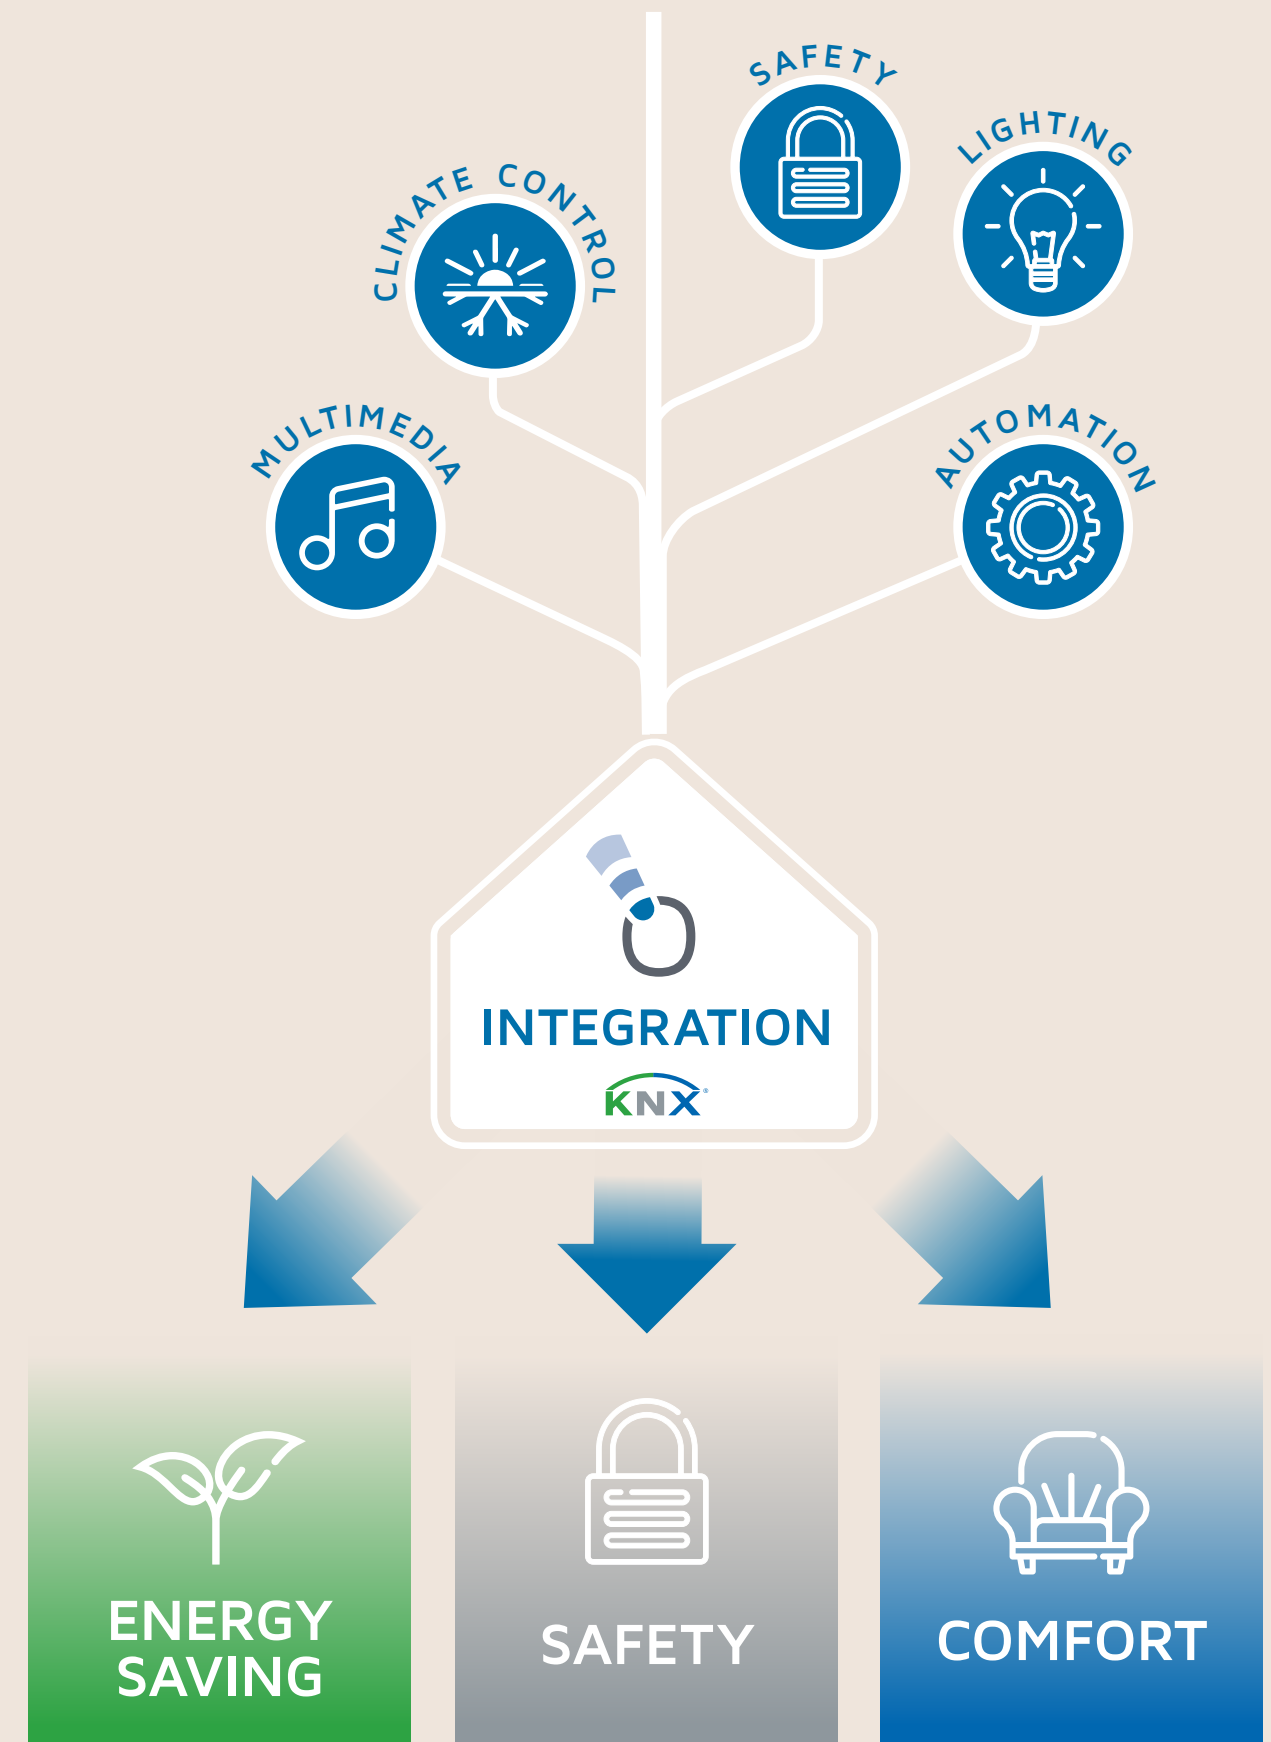 SAFETY
LIGHTING
CLIMATE CONTROL
MULTIMEDIA
AUTOMATION
INTEGRATION
KNX®
ENERGY
SAVING
SAFETY
COMFORT